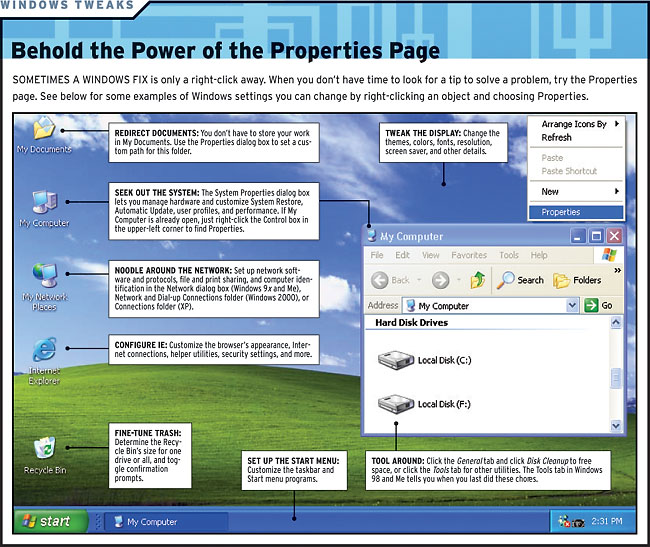 WINDOWS TWEAKS
Behold the Power of the Properties Page
SOMETIMES A WINDOWS FIX is only a right-click away. When you don't have time to look for a tip to solve a problem, try the Properties
page. See below for some examples of Windows settings you can change by right-clicking an object and choosing Properties.
My Documents
REDIRECT DOCUMENTS: You don't have to store your work
in My Documents. Use the Properties dialog box to set a cus-
tom path for this folder.
TWEAK THE DISPLAY: Change the
themes, colors, fonts, resolution,
screen saver, and other details.
Arrange Icons By
Refresh
Paste
Paste Shortcut
New
Properties
My Computer
SEEK OUT THE SYSTEM: The System Properties dialog box
lets you manage hardware and customize System Restore,
Automatic Update, user profiles, and performance. If My
Computer is already open, just right-click the Control box in
the upper-left corner to find Properties.
My Network
Places
NOODLE AROUND THE NETWORK: Set up network soft-
ware and protocols, file and print sharing, and computer iden-
tification in the Network dialog box (Windows 9x and Me),
Network and Dial-up Connections folder (Windows 2000), or
Connections folder (XP).
Internet
Explorer
CONFIGURE IE: Customize the browser's appearance, Inter-
net connections, helper utilities, security settings, and more.
My Computer
File Edit View Favorites Tools Help
Back Search Folders
Address My Computer Go
Hard Disk Drives
Local Disk (C:)
Local Disk (F:)
Recycle Bin
FINE-TUNE TRASH:
Determine the Recy-
cle Bin's size for one
drive or all, and tog-
gle confirmation
prompts.
SET UP THE START MENU:
Customize the taskbar and
Start menu programs.
TOOL AROUND: Click the General tab and click Disk Cleanup to free
space, or click the Tools tab for other utilities. The Tools tab in Windows
98 and Me tells you when you last did these chores.
start
My Computer
2:31 PM